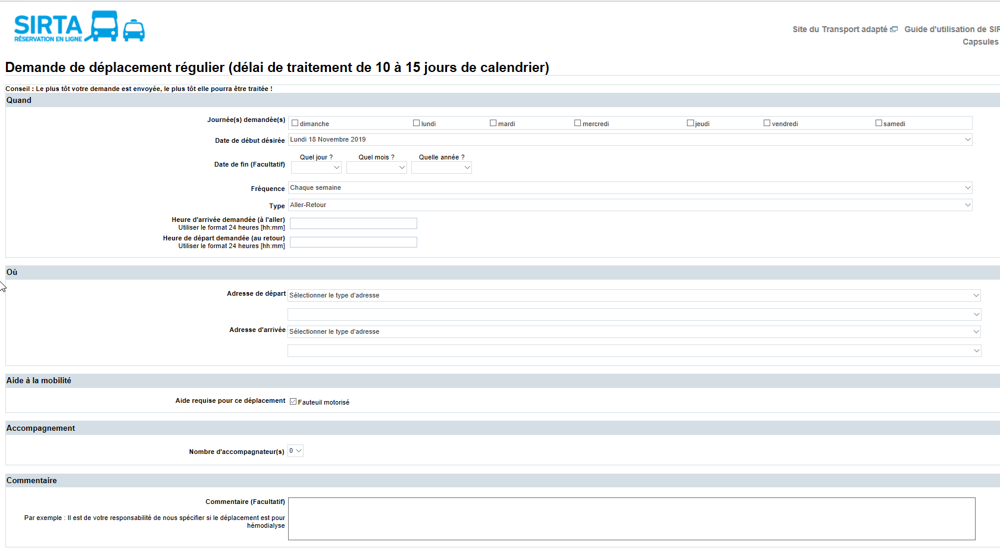 SIRTA
RÉSERVATION EN LIGNE
Site du Transport adapté Guide d'utilisation de SIR
Capsules
Demande de déplacement régulier (délai de traitement de 10 à 15 jours de calendrier)
Conseil : Le plus tôt votre demande est envoyée, le plus tôt elle pourra être traitée !
Quand
Journée(s) demandée(s) dimanche lundi mardi mercredi jeudi vendredi samedi
Date de début désirée Lundi 18 Novembre 2019
Quel jour ? Quel mois ? Quelle année ?
Date de fin (Facultatif)
Fréquence Chaque semaine
Type Aller-Retour
Heure d'arrivée demandée (à l'aller)
Utiliser le format 24 heures [hh:mm]
Heure de départ demandée (au retour)
Utiliser le format 24 heures [hh:mm]
Où
Adresse de départ Sélectionner le type d'adresse
Adresse d'arrivée Sélectionner le type d'adresse
Aide à la mobilité
Aide requise pour ce déplacement Fauteuil motorisé
Accompagnement
Nombre d'accompagnateur(s) 0
Commentaire
Commentaire (Facultatif)
Par exemple : Il est de votre responsabilité de nous spécifier si le déplacement est pour
hémodialyse